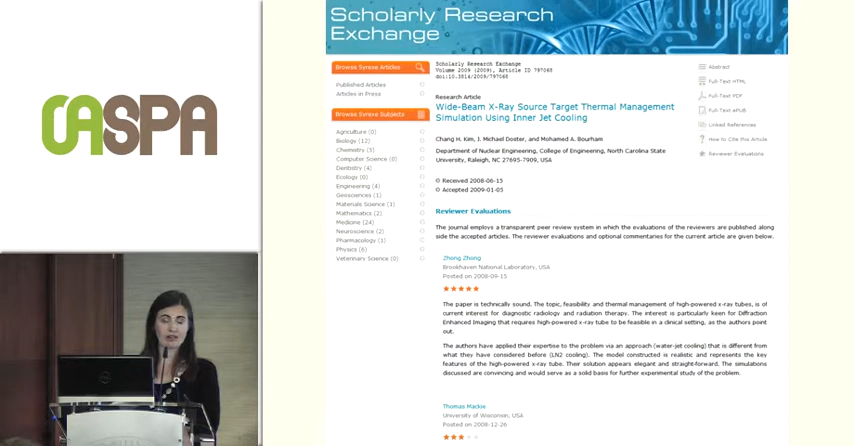 OASPA
Scholarly Research
Exchange
Browse Syrexe Articles
Published Articles
Articles in Press
Browse Syrexe Subjects
Agriculture (0)
Biology (12)
Chemistry (5)
Computer Science (0)
Dentistry (4)
Ecology (0)
Engineering (4)
Geosciences (1)
Materials Science (1)
Mathematics (2)
Medicine (24)
Neuroscience (2)
Pharmacology (1)
Physics (6)
Veterinary Science (0)
Scholarly Research Exchange
Volume 2009 (2009), Article ID 797068
doi:10.3814/2009/797068
Research Article
Wide-Beam X-Ray Source Target Thermal Management
Simulation Using Inner Jet Cooling
Chang H. Kim, J. Michael Doster, and Mohamed A. Bourham
Department of Nuclear Engineering, College of Engineering, North Carolina State
University, Raleigh, NC 27695-7909, USA
Received 2008-06-15
Accepted 2009-01-05
Reviewer Evaluations
The journal employs a transparent peer review system in which the evaluations of the reviewers are published along
side the accepted articles. The reviewer evaluations and optional commentaries for the current article are given below.
Zhong Zhong
Brookhaven National Laboratory, USA
Posted on 2008-09-15
The paper is technically sound. The topic, feasibility and thermal management of high-powered x-ray tubes, is of
current interest for diagnostic radiology and radiation therapy. The interest is particularly keen for Diffraction
Enhanced Imaging that requires high-powered x-ray tube to be feasible in a clinical setting, as the authors point
out.
The authors have applied their expertise to the problem via an approach (water-jet cooling) that is different from
what they have considered before (LN2 cooling). The model constructed is realistic and represents the key
features of the high-powered x-ray tube. Their solution appears elegant and straight-forward. The simulations
discussed are convincing and would serve as a solid basis for further experimental study of the problem.
Thomas Mackie
University of Wisconsin, USA
Posted on 2008-12-26
Abstract
Full-Text HTML
Full-Text PDF
Full-Text ePUB
Linked References
How to Cite this Article
Reviewer Evaluations